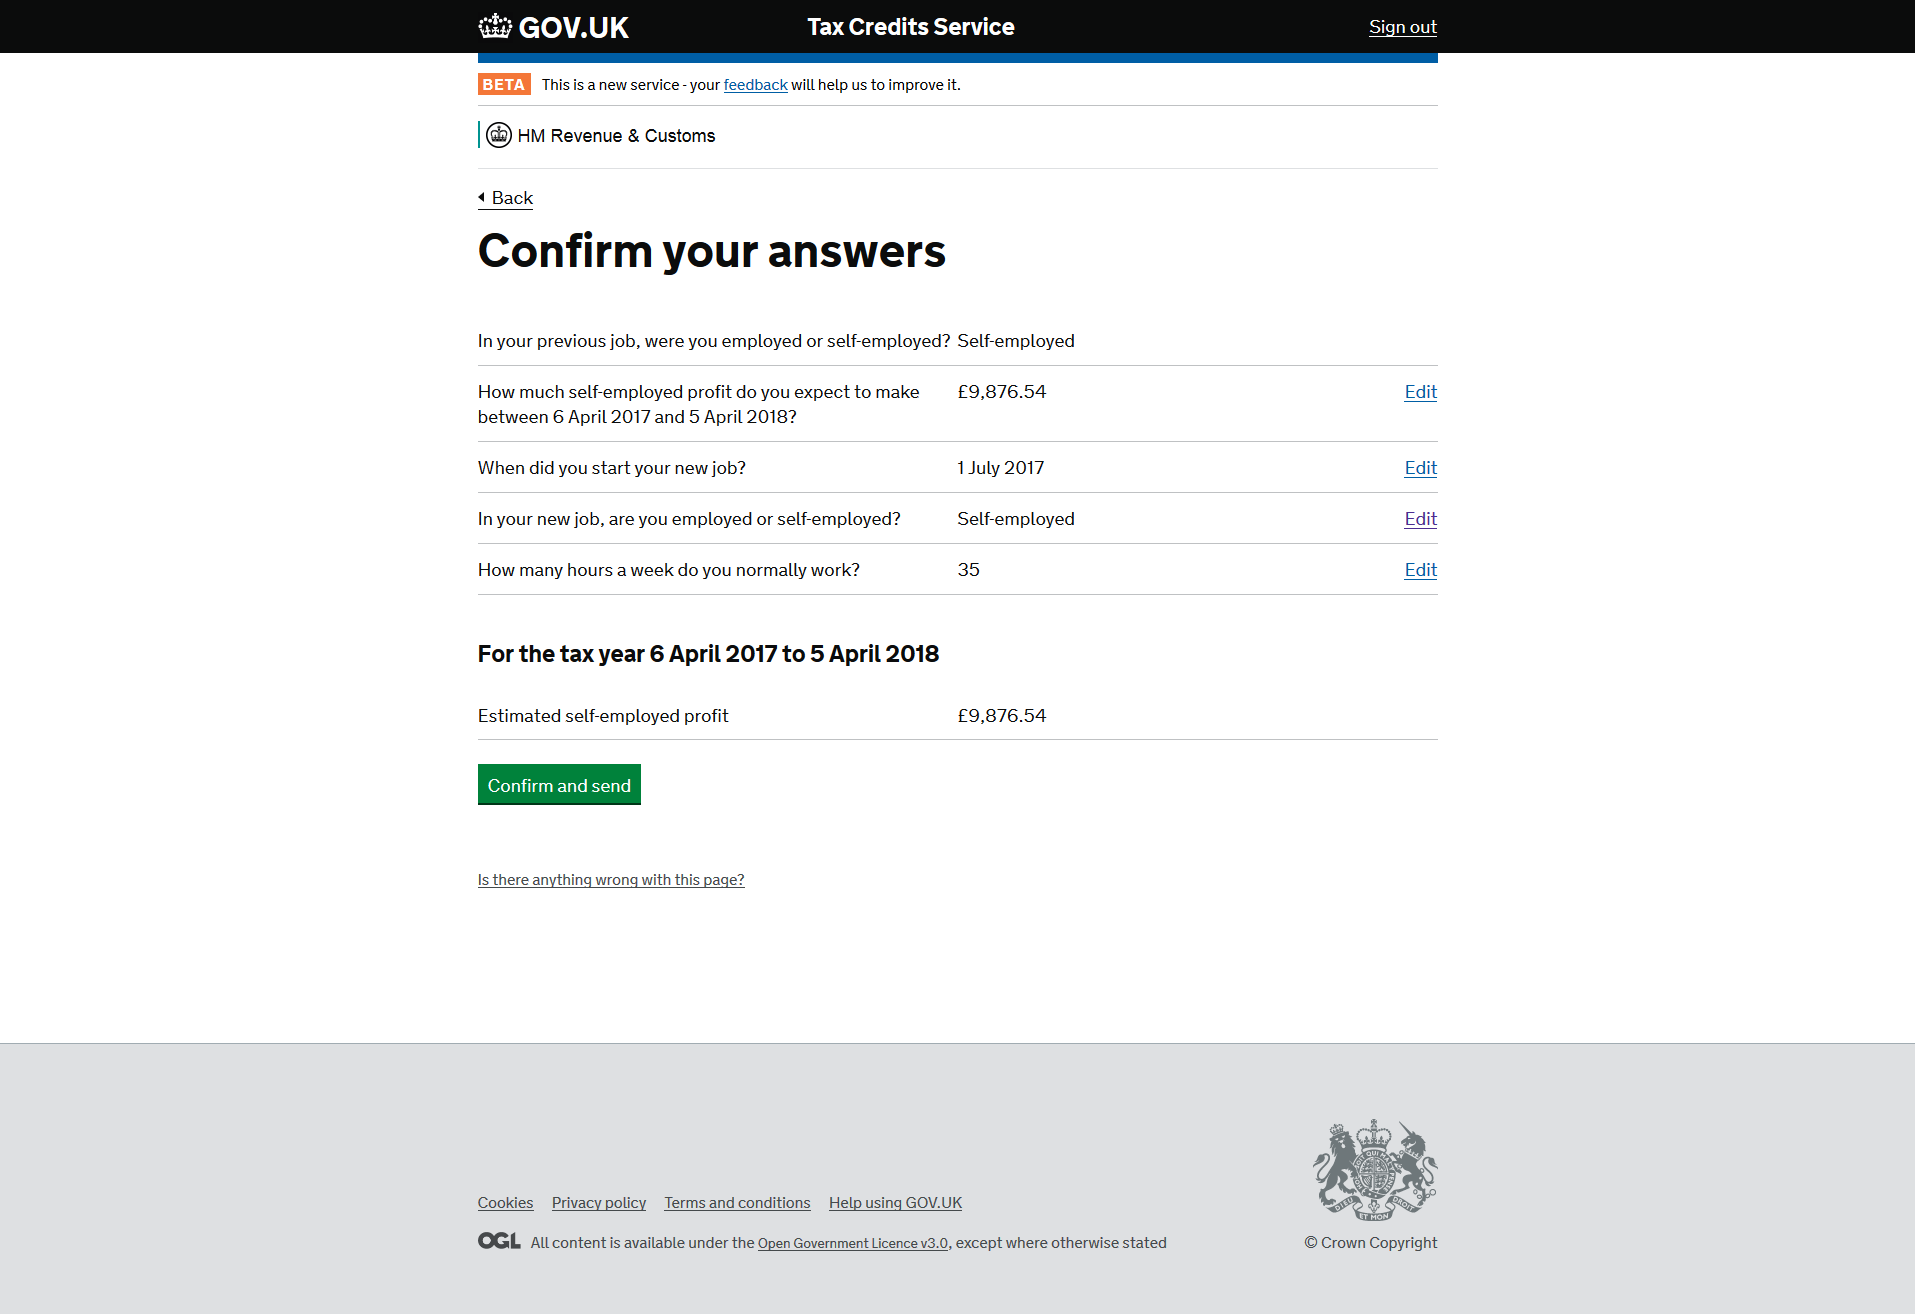 GOV.UK Tax Credits Service Sign out
BETA This is a new service - your feedback will help us to improve it.
HM Revenue & Customs
Back
Confirm your answers
In your previous job, were you employed or self-employed? Self-employed
How much self-employed profit do you expect to make £9,876.54 Edit
between 6 April 2017 and 5 April 2018?
When did you start your new job? 1 July 2017 Edit
In your new job, are you employed or self-employed? Self-employed Edit
How many hours a week do you normally work? 35 Edit
For the tax year 6 April 2017 to 5 April 2018
Estimated self-employed profit £9,876.54
Confirm and send
Is there anything wrong with this page?
Cookies Privacy policy Terms and conditions Help using GOV.UK
OGL All content is available under the Open Government Licence v3.0, except where otherwise stated
© Crown Copyright